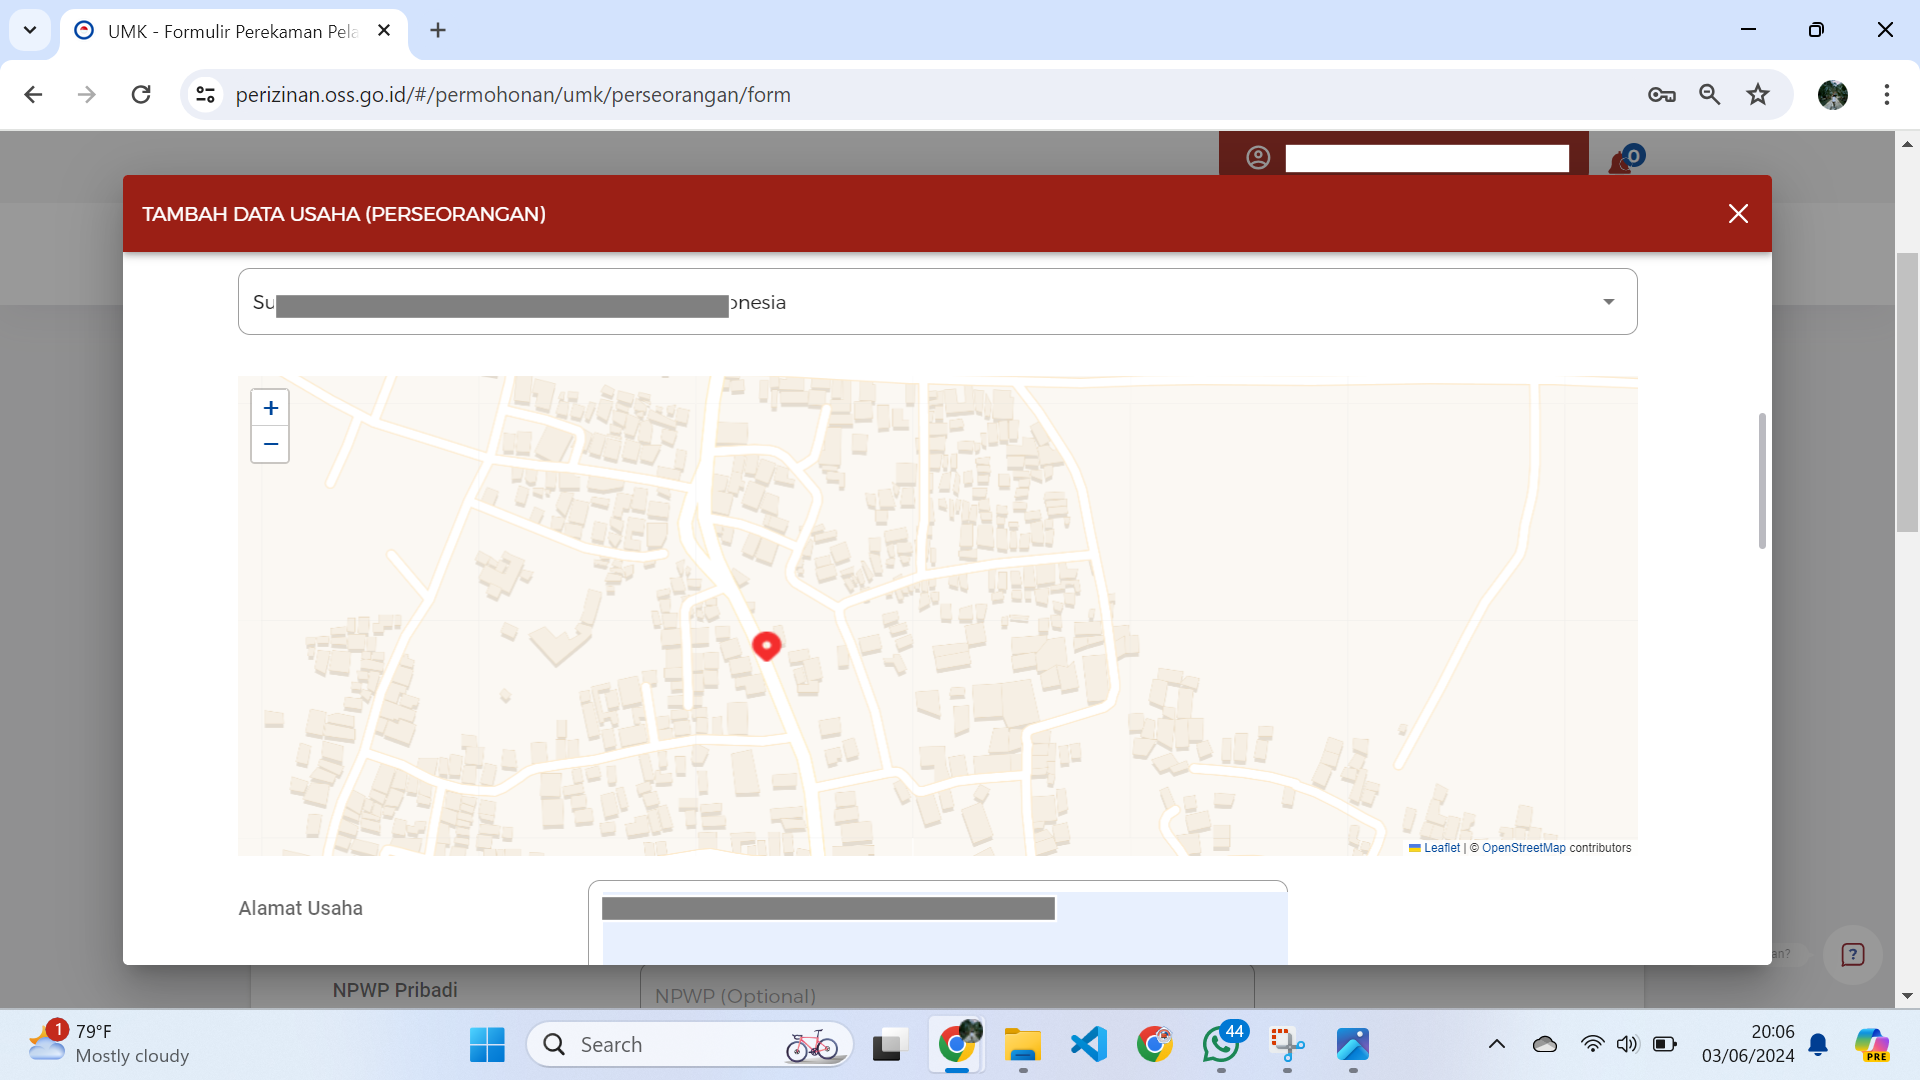 UMK - Formulir Perekaman Pela
perizinan.oss.go.id/#/permohonan/umk/perseorangan/form
0
TAMBAH DATA USAHA (PERSEORANGAN)
Su onesia
+
−
Leaflet | © OpenStreetMap contributors
Alamat Usaha
an?
NPWP Pribadi
NPWP (Optional)
1
79°F
Mostly cloudy
Search
44
20:06
03/06/2024
PRE